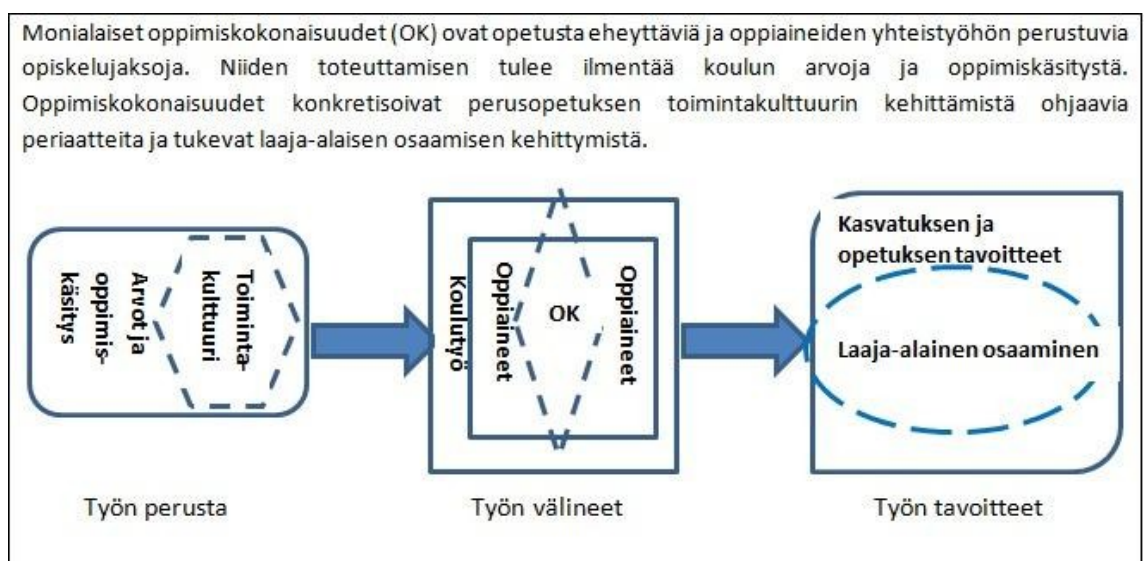 Monialaiset oppimiskokonaisuudet (OK) ovat opetusta eheyttäviä ja oppiaineiden yhteistyöhön perustuvia
opiskelujaksoja. Niiden toteuttamisen tulee ilmentää koulun arvoja ja oppimiskäsitystä.
Oppimiskokonaisuudet konkretisoivat perusopetuksen toimintakulttuurin kehittämistä ohjaavia
periaatteita ja tukevat laaja-alaisen osaamisen kehittymistä.
Arvot ja
oppimis-
käsitys
Toiminta-
kulttuuri
Koulutyö
Oppiaineet
OK
Oppiaineet
Kasvatuksen ja
opetuksen tavoitteet
Laaja-alainen osaaminen
Työn perusta
Työn välineet
Työn tavoitteet